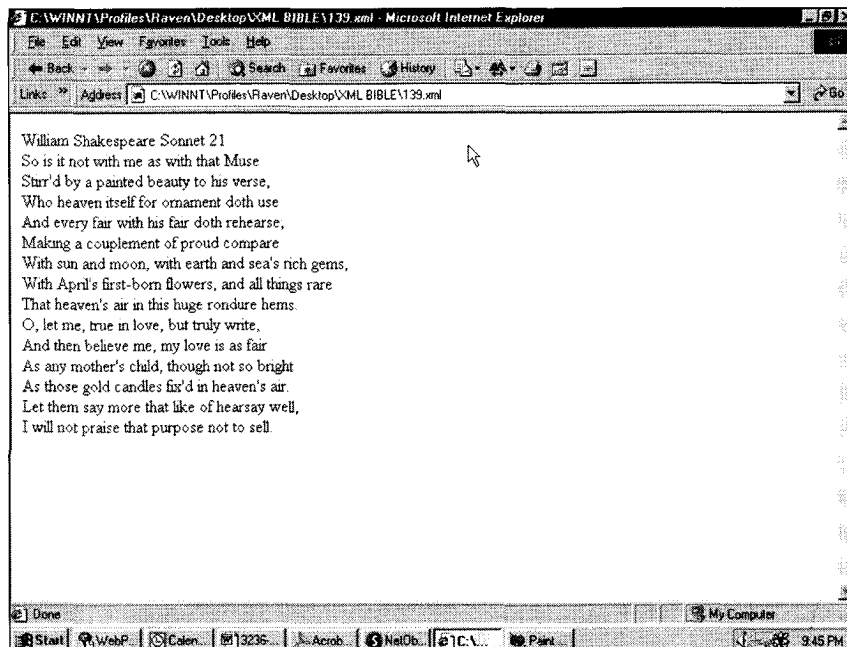 C:\WINNT\Profiles\Raven\Desktop\XML BIBLE\139.xml - Microsoft Internet Explorer
File Edit View Favorites Tools Help
Back Search Favorites History
Links » Address C:\WINNT\Profiles\Raven\Desktop\XML BIBLE\139.xml Go
William Shakespeare Sonnet 21
So is it not with me as with that Muse
Stirr'd by a painted beauty to his verse,
Who heaven itself for ornament doth use
And every fair with his fair doth rehearse;
Making a couplement of proud compare
With sun and moon, with earth and sea's rich gems,
With April's first-born flowers, and all things rare
That heaven's air in this huge rondure hems.
O, let me, true in love, but truly write,
And then believe me, my love is as fair
As any mother's child, though not so bright
As those gold candles fix'd in heaven's air.
Let them say more that like of hearsay well,
I will not praise that purpose not to sell.
Done My Computer
Start WebP... Calen... 3236-... Acrob... NetOb... C:\... Paint 9:45 PM